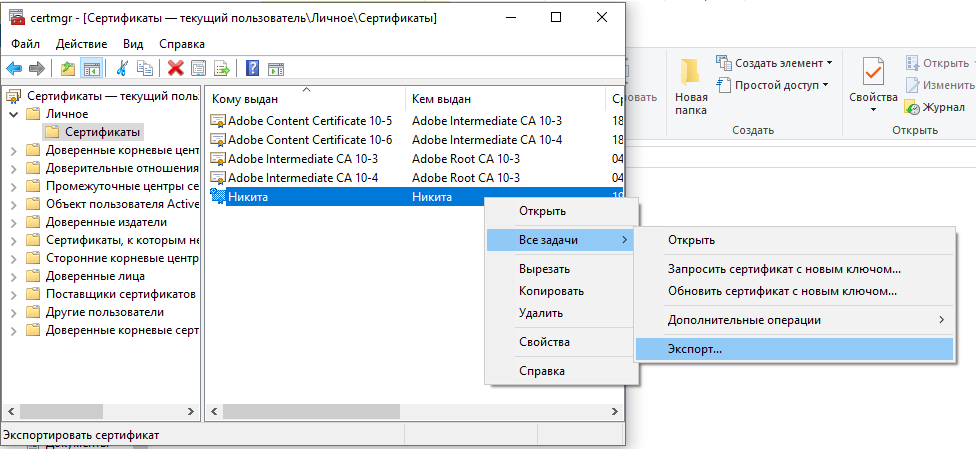 certmgr - [Сертификаты — текущий пользователь\Личное\Сертификаты]
Файл Действие Вид Справка
Сертификаты — текущий поль
Личное
Сертификаты
Доверенные корневые цент
Доверительные отношения
Промежуточные центры се
Объект пользователя Active
Доверенные издатели
Сертификаты, к которым не
Сторонние корневые центр
Доверенные лица
Поставщики сертификатов
Другие пользователи
Доверенные корневые серт
Кому выдан Кем выдан Ср
Adobe Content Certificate 10-5 Adobe Intermediate CA 10-3 18
Adobe Content Certificate 10-6 Adobe Intermediate CA 10-4 18
Adobe Intermediate CA 10-3 Adobe Root CA 10-3 04
Adobe Intermediate CA 10-4 Adobe Root CA 10-3 04
Никита Никита
Открыть
Все задачи
Вырезать
Копировать
Удалить
Свойства
Справка
Открыть
Запросить сертификат с новым ключом...
Обновить сертификат с новым ключом...
Дополнительные операции
Экспорт...
Экспортировать сертификат
Новая
папка
Создать элемент
Простой доступ
Создать
Свойства
Открыть
Изменить
Журнал
Открыть